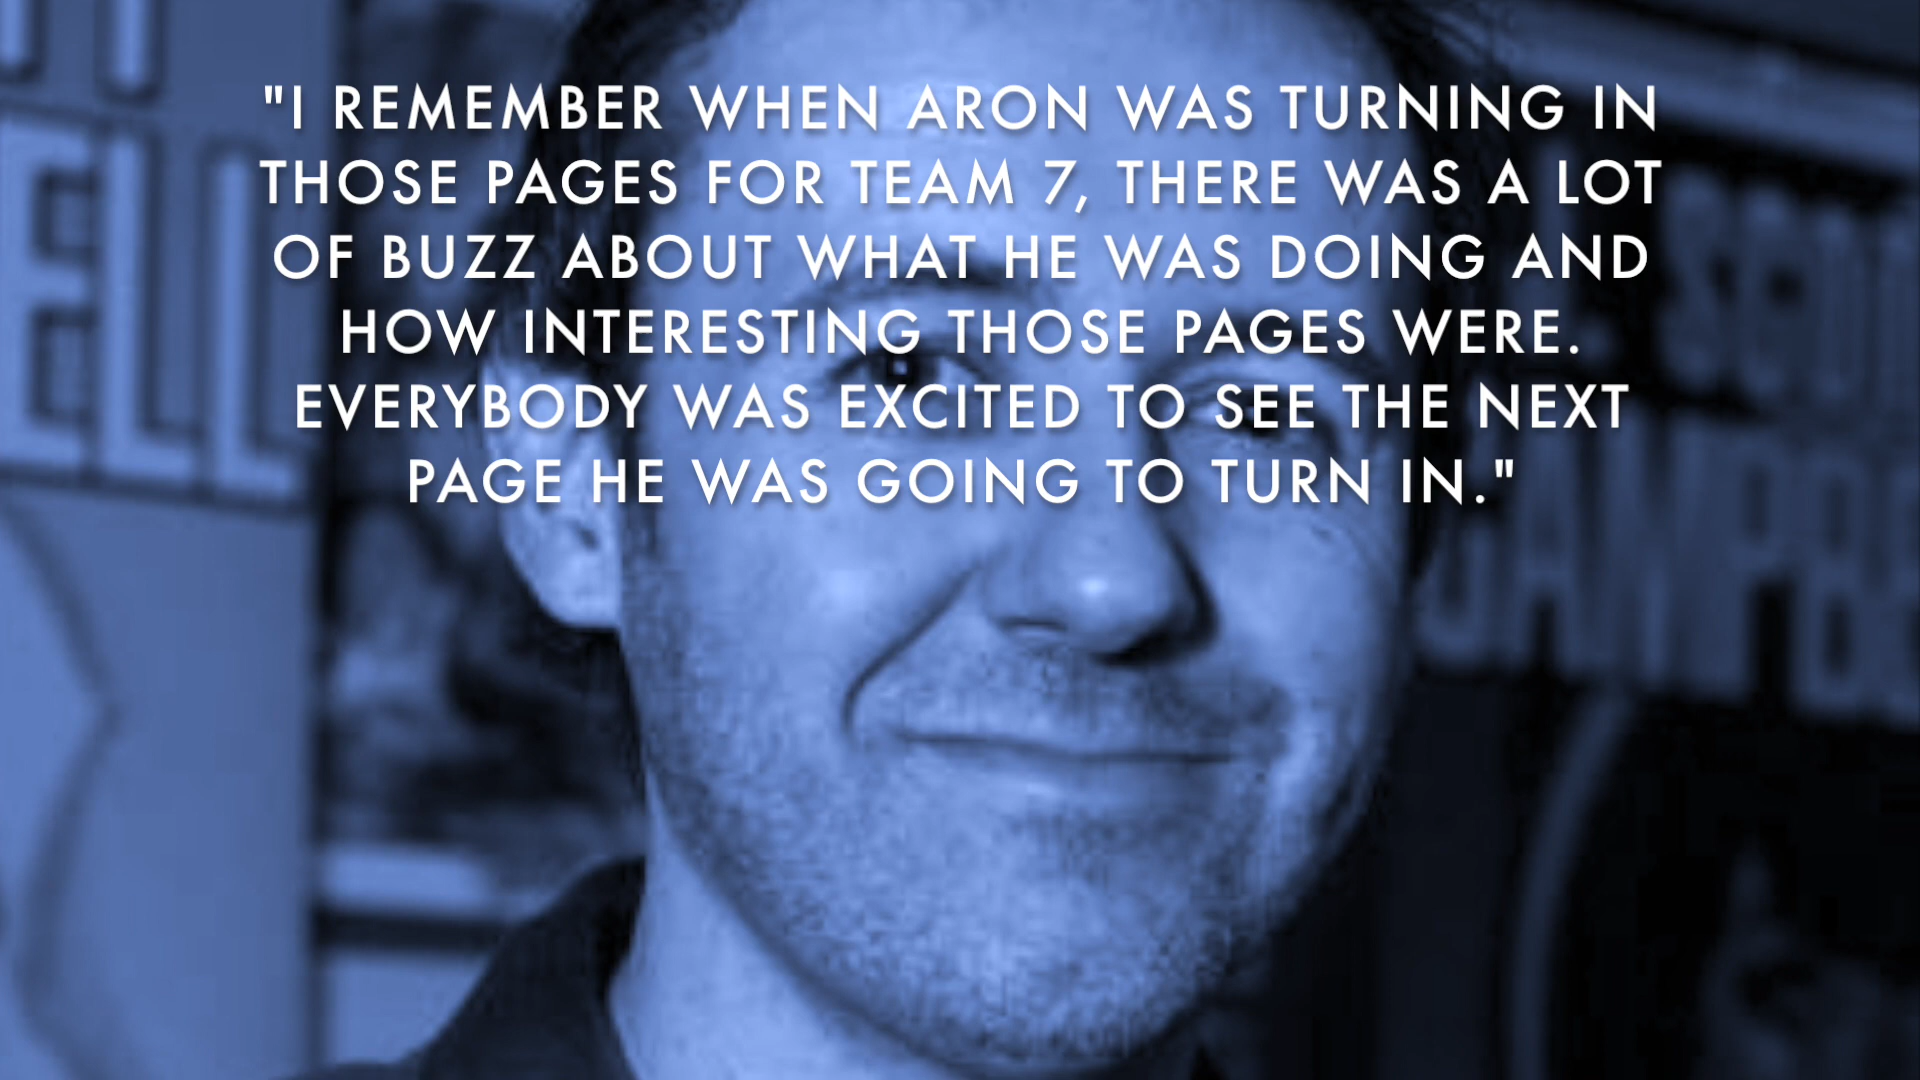 "I REMEMBER WHEN ARON WAS TURNING IN
THOSE PAGES FOR TEAM 7, THERE WAS A LOT
OF BUZZ ABOUT WHAT HE WAS DOING AND
HOW INTERESTING THOSE PAGES WERE.
EVERYBODY WAS EXCITED TO SEE THE NEXT
PAGE HE WAS GOING TO TURN IN."